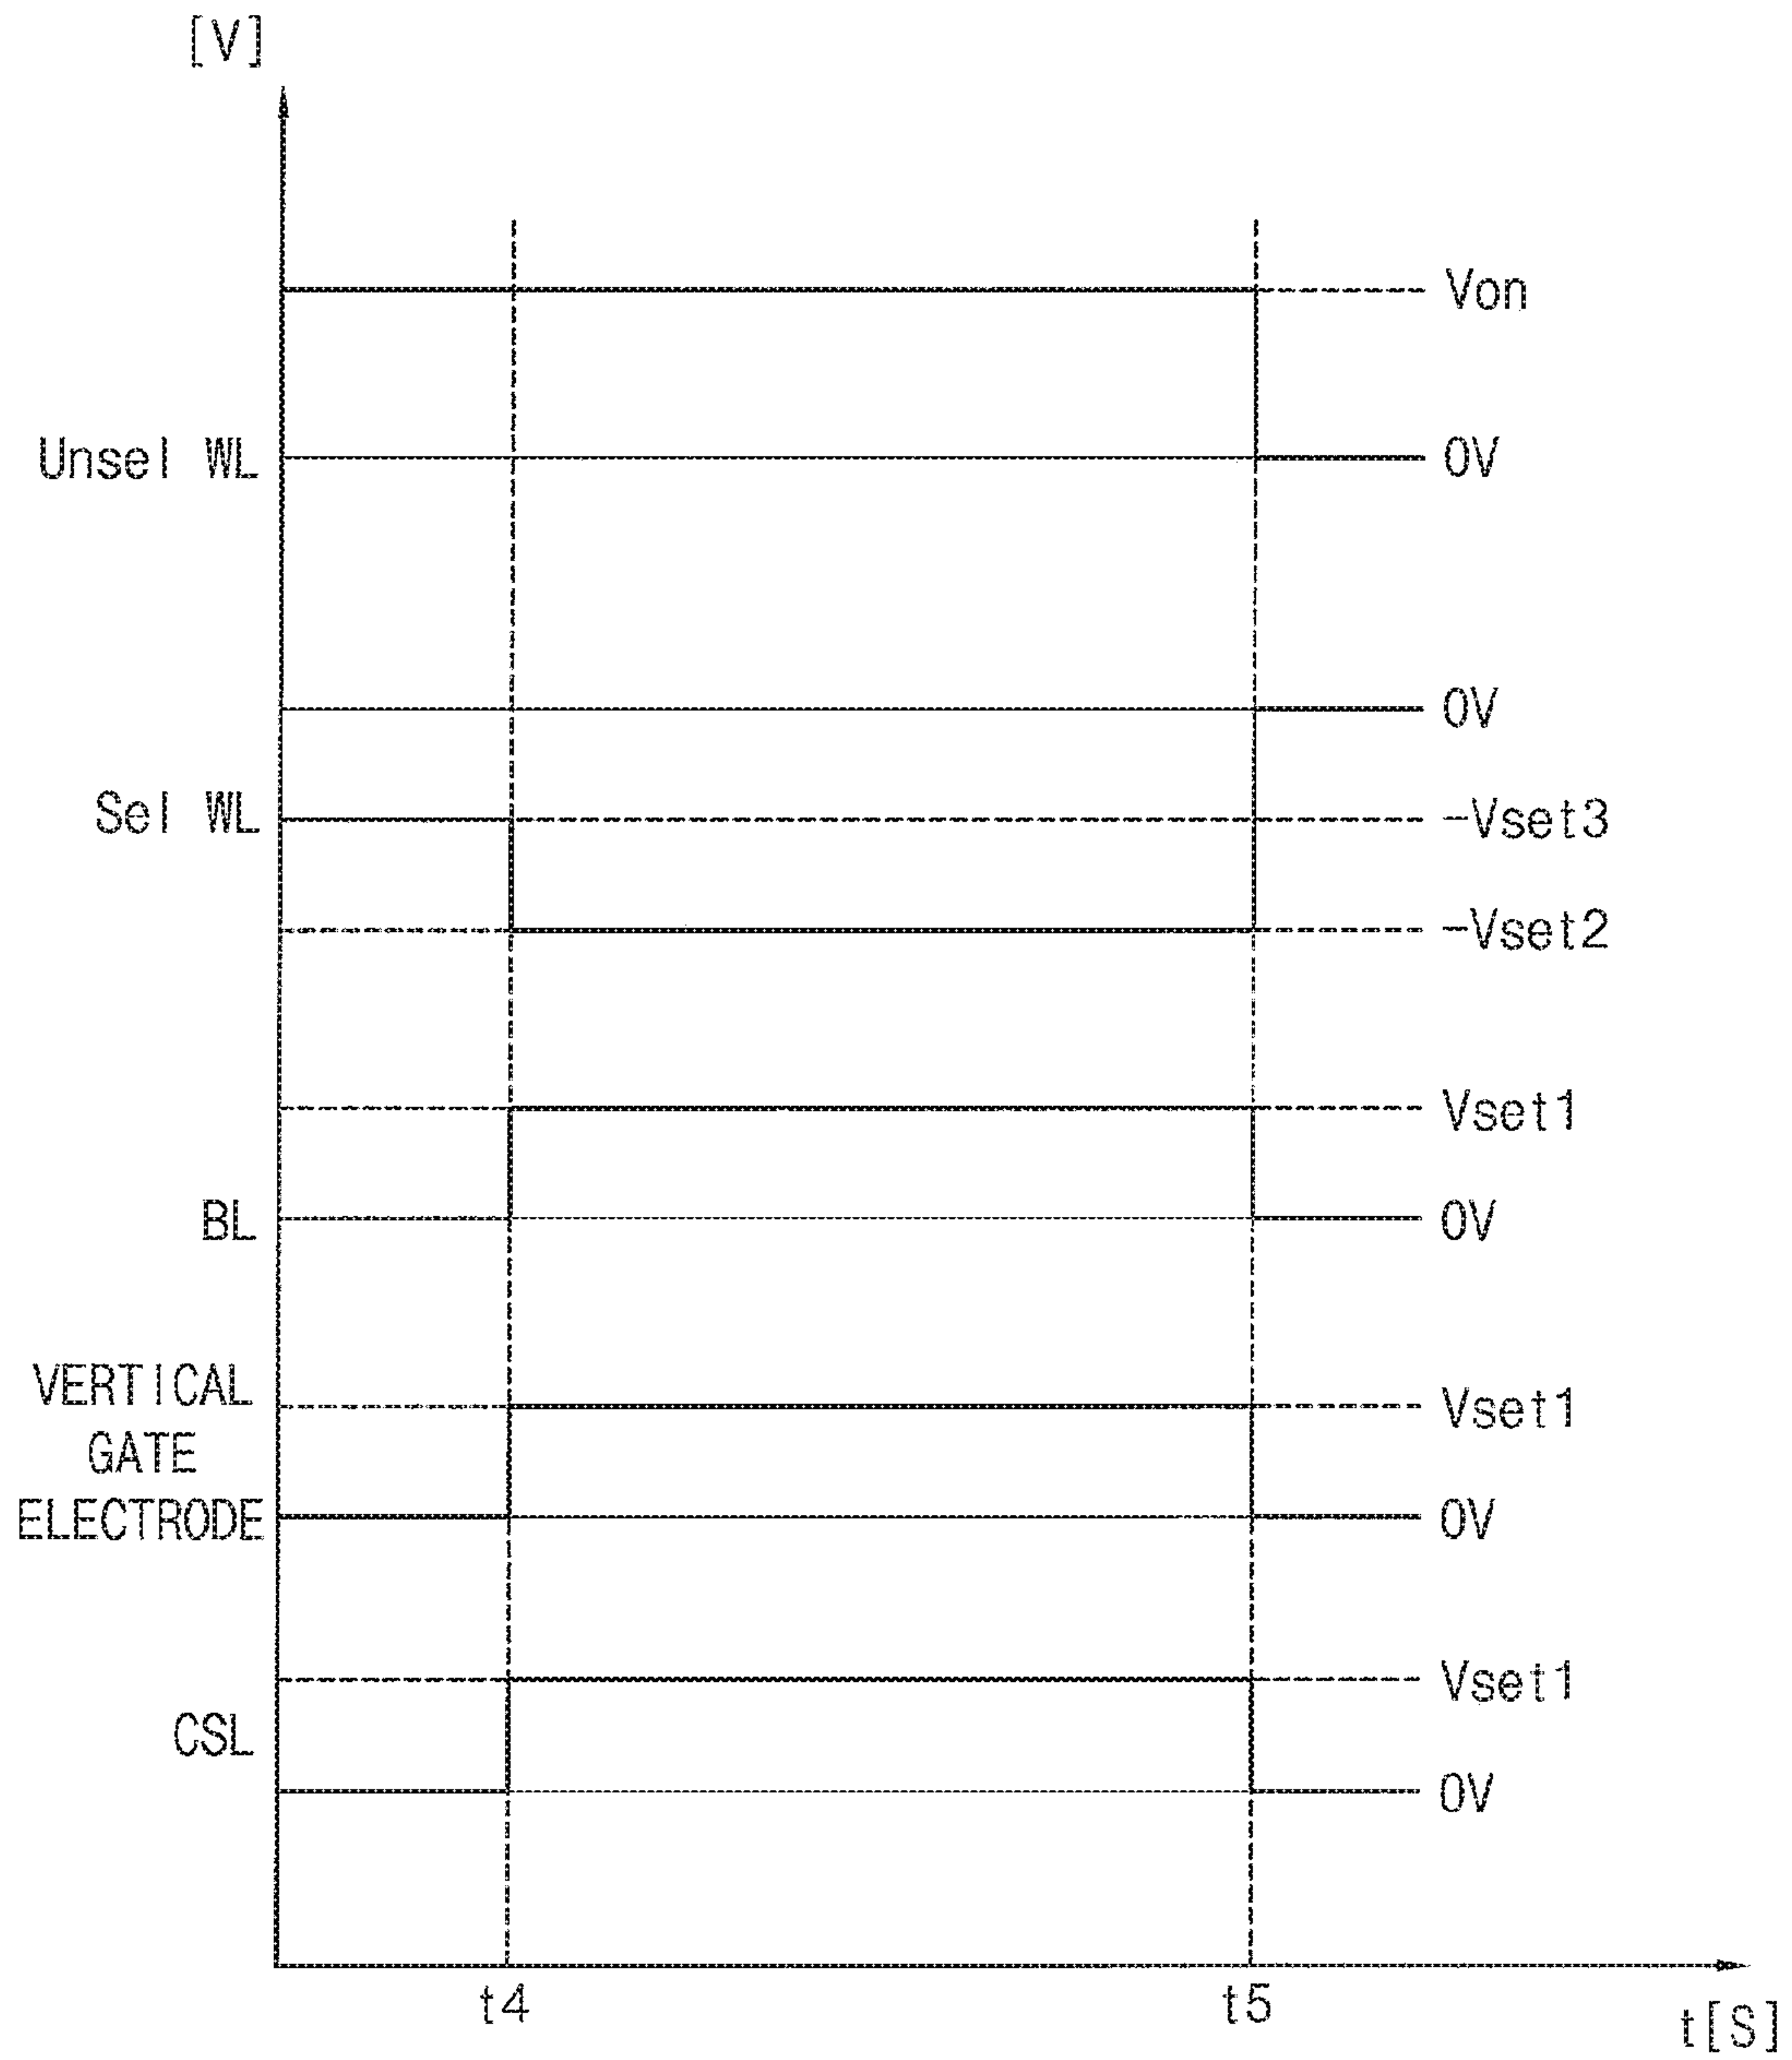 [V]
Von
Unsel WL
0V
0V
Sel WL
-Vset3
-Vset2
Vset1
BL
0V
VERTICAL
GATE
ELECTRODE
Vset1
0V
Vset1
CSL
0V
t4
t5
t[S]